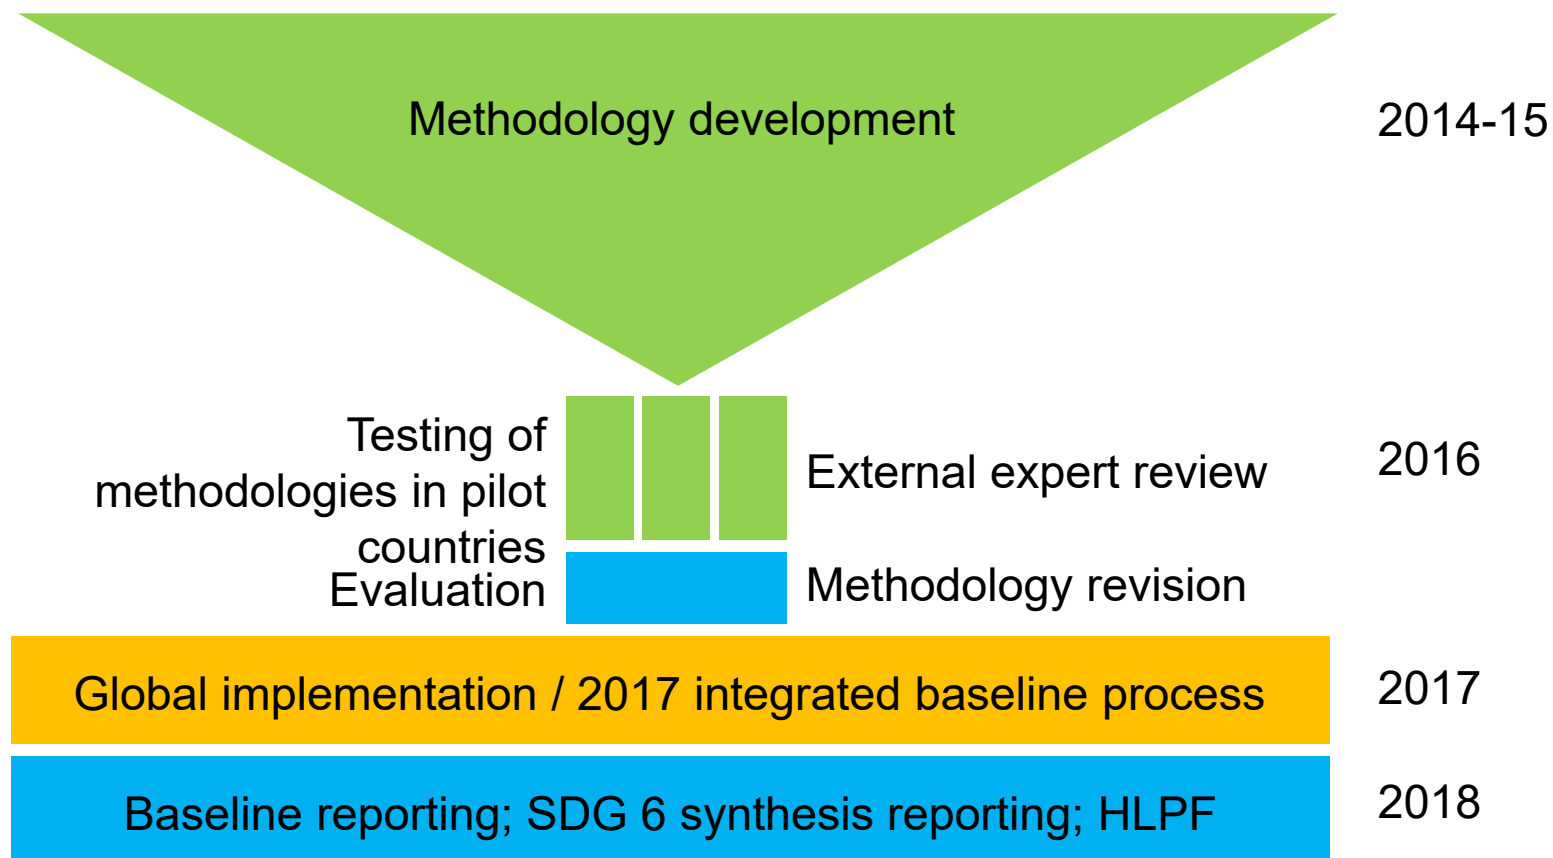 Methodology development
2014-15
Testing of
methodologies in pilot
countries
External expert review
2016
Evaluation
Methodology revision
Global implementation / 2017 integrated baseline process
2017
Baseline reporting; SDG 6 synthesis reporting; HLPF
2018